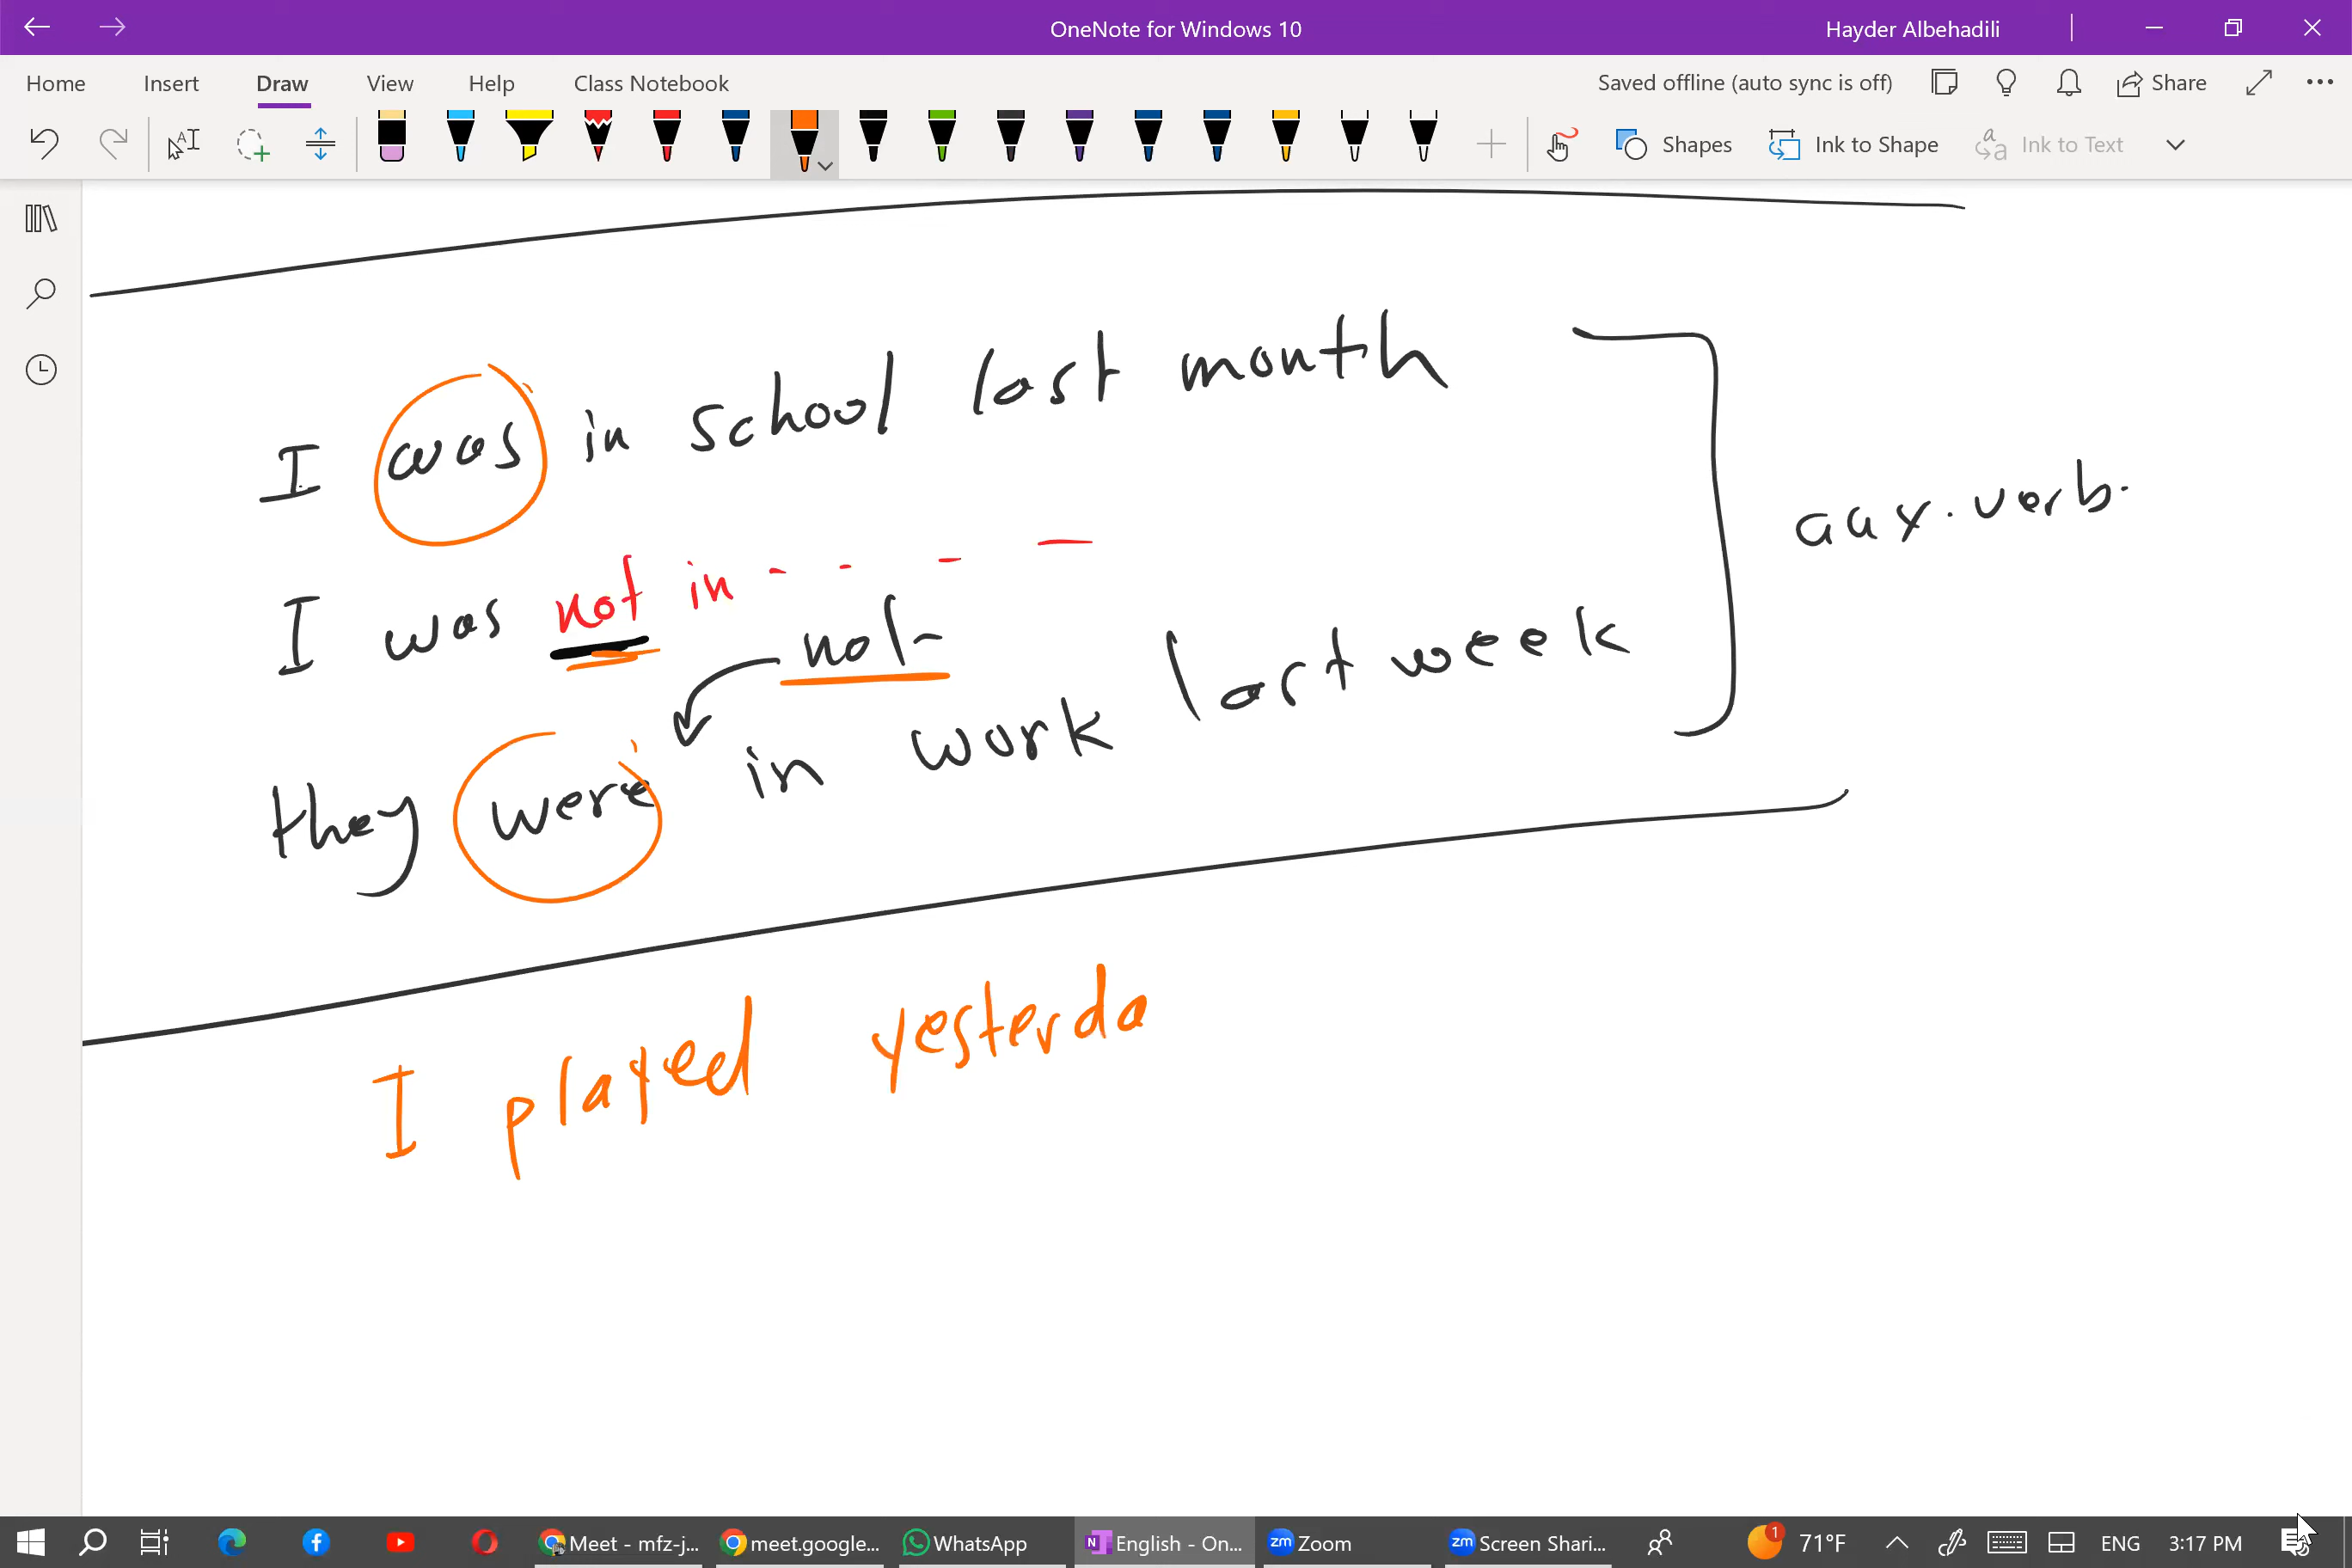 OneNote for Windows 10
Hayder Albehadili
Home Insert Draw View Help Class Notebook
Saved offline (auto sync is off) Share
Shapes Ink to Shape Ink to Text
I was in school last month
aux. verb.
I was not in - - - —
not
they were in work last week
I played yesterda
Meet - mfz-j... meet.google... WhatsApp English - On... Zoom Screen Shari... 1 71°F ENG 3:17 PM